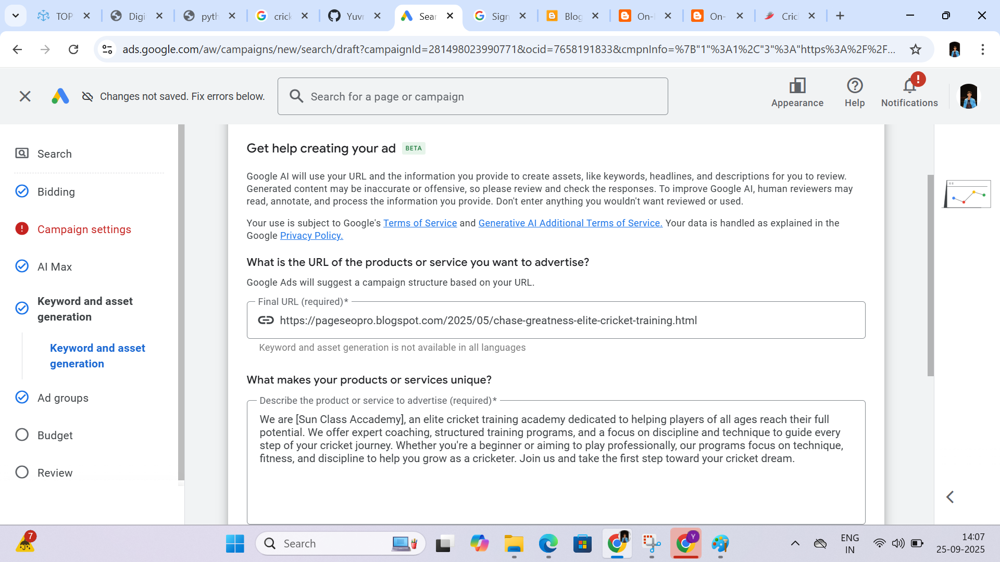 TOP
Digi
pyth
crick
Yuvr
Sear
Sign
Blog
On-
On-
Cric
ads.google.com/aw/campaigns/new/search/draft?campaignId=281498023990771&ocid=7658191833&cmpnInfo=%7B"1"%3A1%2C"3"%3A"https%3A%2F%2F...
Changes not saved. Fix errors below.
Search for a page or campaign
Appearance
Help
Notifications
Search
Bidding
Campaign settings
AI Max
Keyword and asset
generation
Keyword and asset
generation
Ad groups
Budget
Review
Get help creating your ad BETA
Google AI will use your URL and the information you provide to create assets, like keywords, headlines, and descriptions for you to review.
Generated content may be inaccurate or offensive, so please review and check the responses. To improve Google AI, human reviewers may
read, annotate, and process the information you provide. Don't enter anything you wouldn't want reviewed or used.
Your use is subject to Google's Terms of Service and Generative AI Additional Terms of Service. Your data is handled as explained in the
Google Privacy Policy.
What is the URL of the products or service you want to advertise?
Google Ads will suggest a campaign structure based on your URL.
Final URL (required)*
https://pageseopro.blogspot.com/2025/05/chase-greatness-elite-cricket-training.html
Keyword and asset generation is not available in all languages
What makes your products or services unique?
Describe the product or service to advertise (required)*
We are [Sun Class Accademy], an elite cricket training academy dedicated to helping players of all ages reach their full
potential. We offer expert coaching, structured training programs, and a focus on discipline and technique to guide every
step of your cricket journey. Whether you're a beginner or aiming to play professionally, our programs focus on technique,
fitness, and discipline to help you grow as a cricketer. Join us and take the first step toward your cricket dream.
7
Search
Y
ENG
IN
14:07
25-09-2025